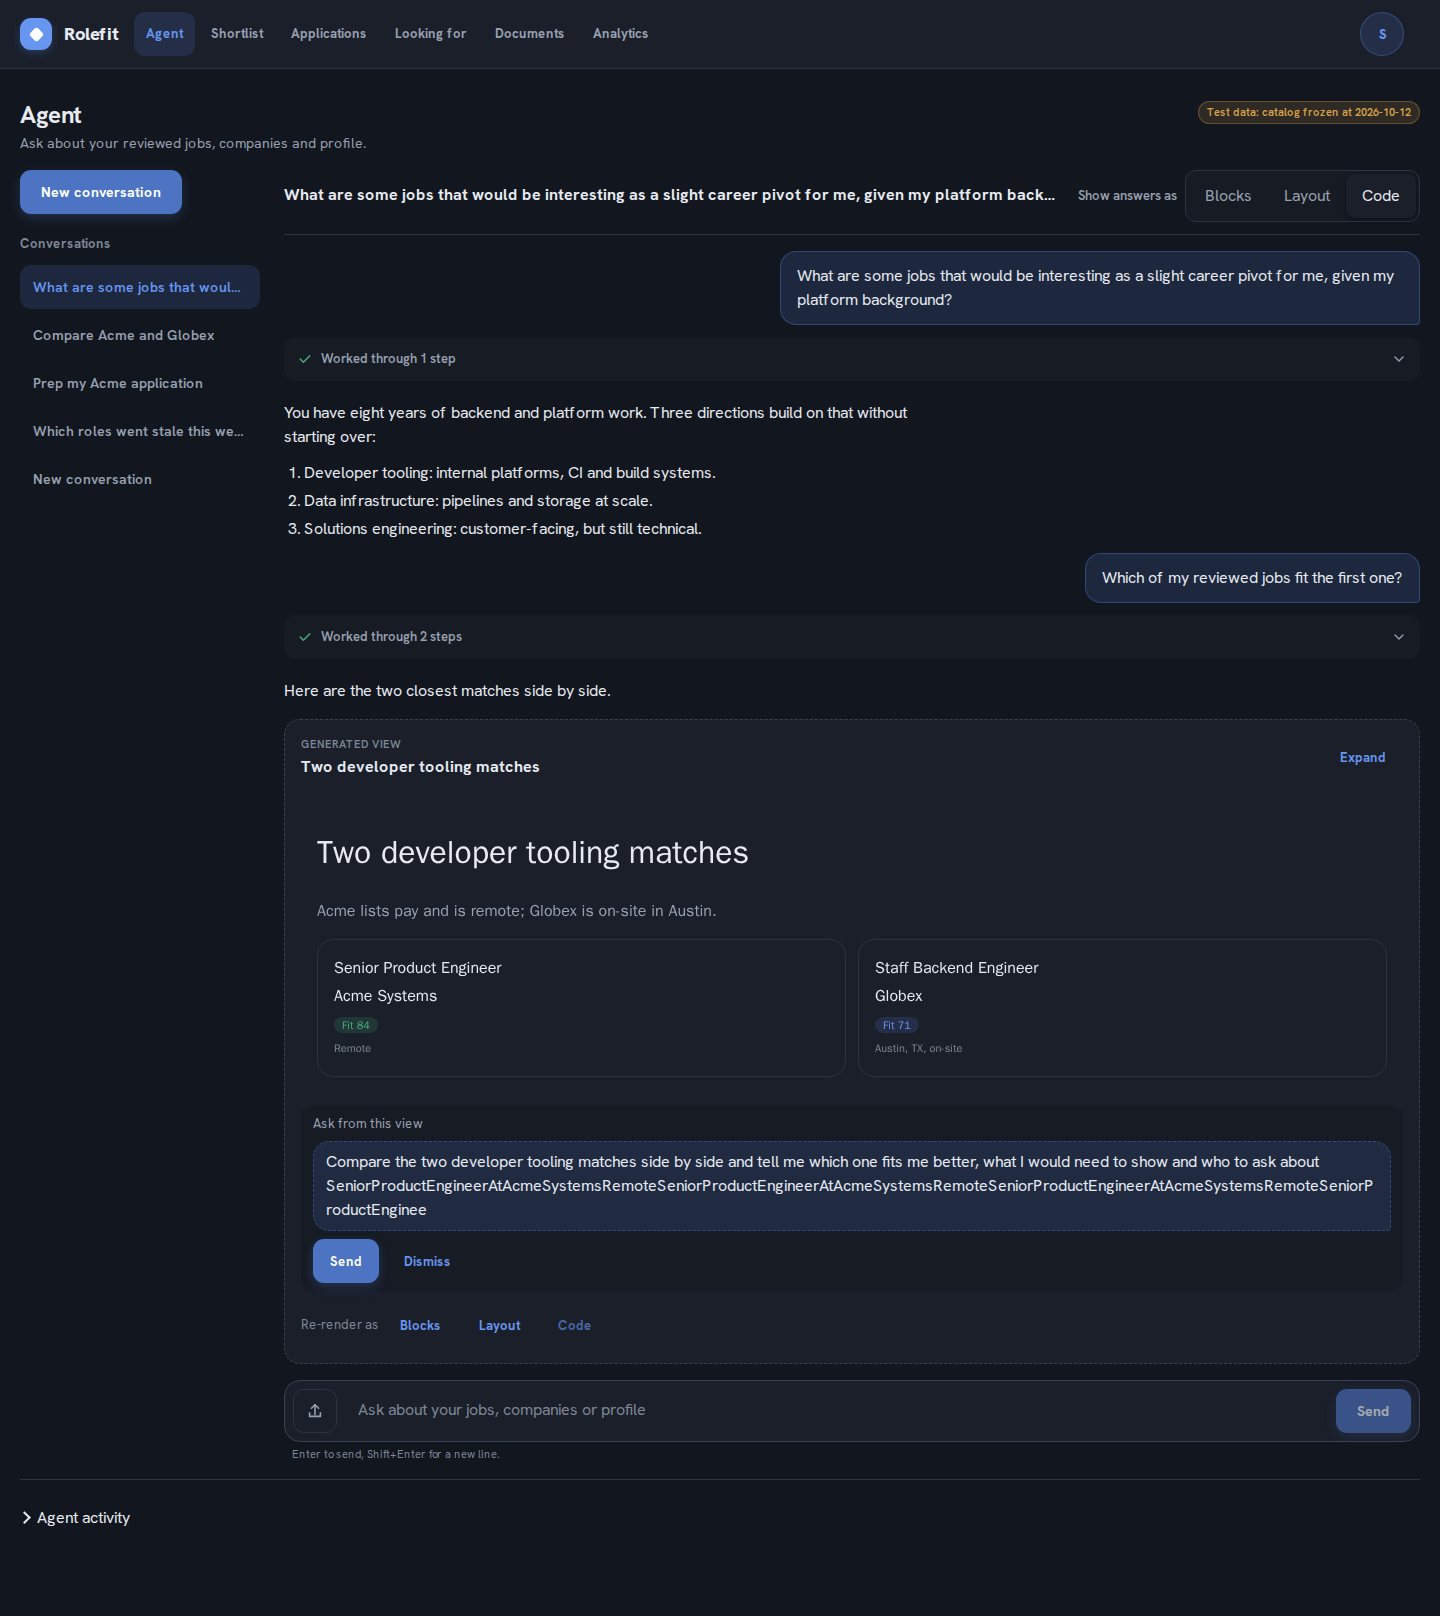 Rolefit
Agent
Shortlist
Applications
Looking for
Documents
Analytics
S
Agent
Test data: catalog frozen at 2026-10-12
Ask about your reviewed jobs, companies and profile.
New conversation
What are some jobs that would be interesting as a slight career pivot for me, given my platform back...
Show answers as
Blocks
Layout
Code
Conversations
What are some jobs that woul...
Compare Acme and Globex
Prep my Acme application
Which roles went stale this we...
New conversation
What are some jobs that would be interesting as a slight career pivot for me, given my
platform background?
Worked through 1 step
You have eight years of backend and platform work. Three directions build on that without
starting over:
1. Developer tooling: internal platforms, CI and build systems.
2. Data infrastructure: pipelines and storage at scale.
3. Solutions engineering: customer-facing, but still technical.
Which of my reviewed jobs fit the first one?
Worked through 2 steps
Here are the two closest matches side by side.
GENERATED VIEW
Two developer tooling matches
Expand
Two developer tooling matches
Acme lists pay and is remote; Globex is on-site in Austin.
Senior Product Engineer
Acme Systems
Fit 84
Remote
Staff Backend Engineer
Globex
Fit 71
Austin, TX, on-site
Ask from this view
Compare the two developer tooling matches side by side and tell me which one fits me better, what I would need to show and who to ask about
SeniorProductEngineerAtAcmeSystemsRemoteSeniorProductEngineerAtAcmeSystemsRemoteSeniorProductEngineerAtAcmeSystemsRemoteSeniorP
roductEnginee
Send
Dismiss
Re-render as
Blocks
Layout
Code
Ask about your jobs, companies or profile
Send
Enter to send, Shift+Enter for a new line.
Agent activity